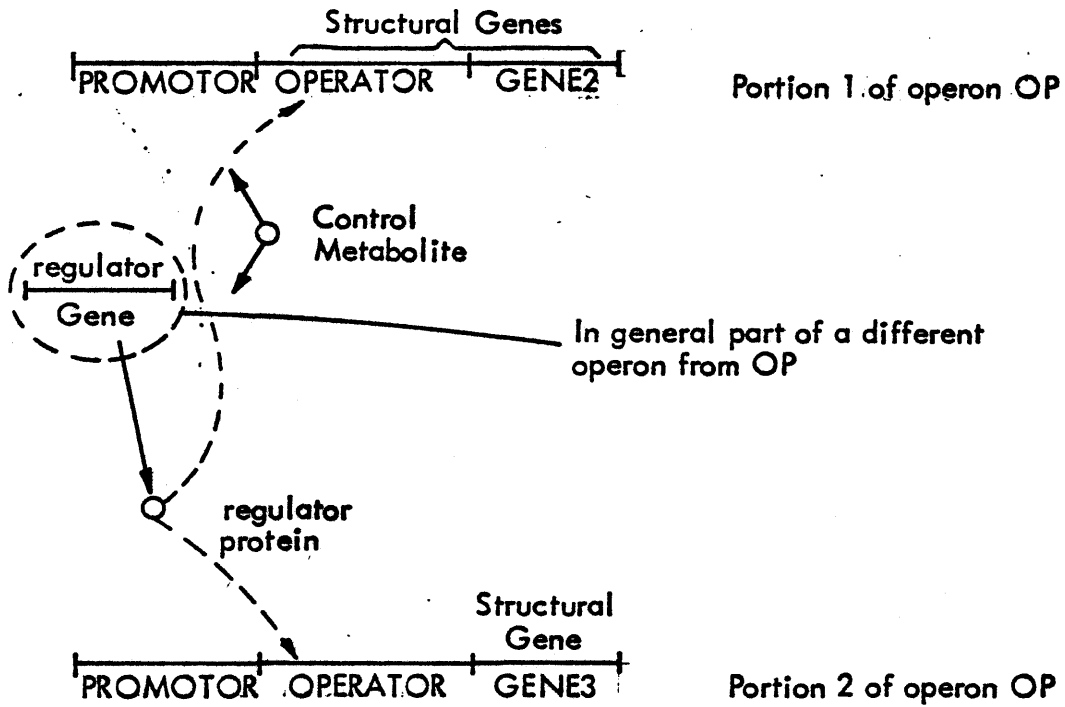 Structural Genes
PROMOTOR OPERATOR GENE2
Portion 1 of operon OP
Control
Metabolite
regulator
Gene
In general part of a different
operon from OP
regulator
protein
Structural
Gene
PROMOTOR OPERATOR GENE3
Portion 2 of operon OP